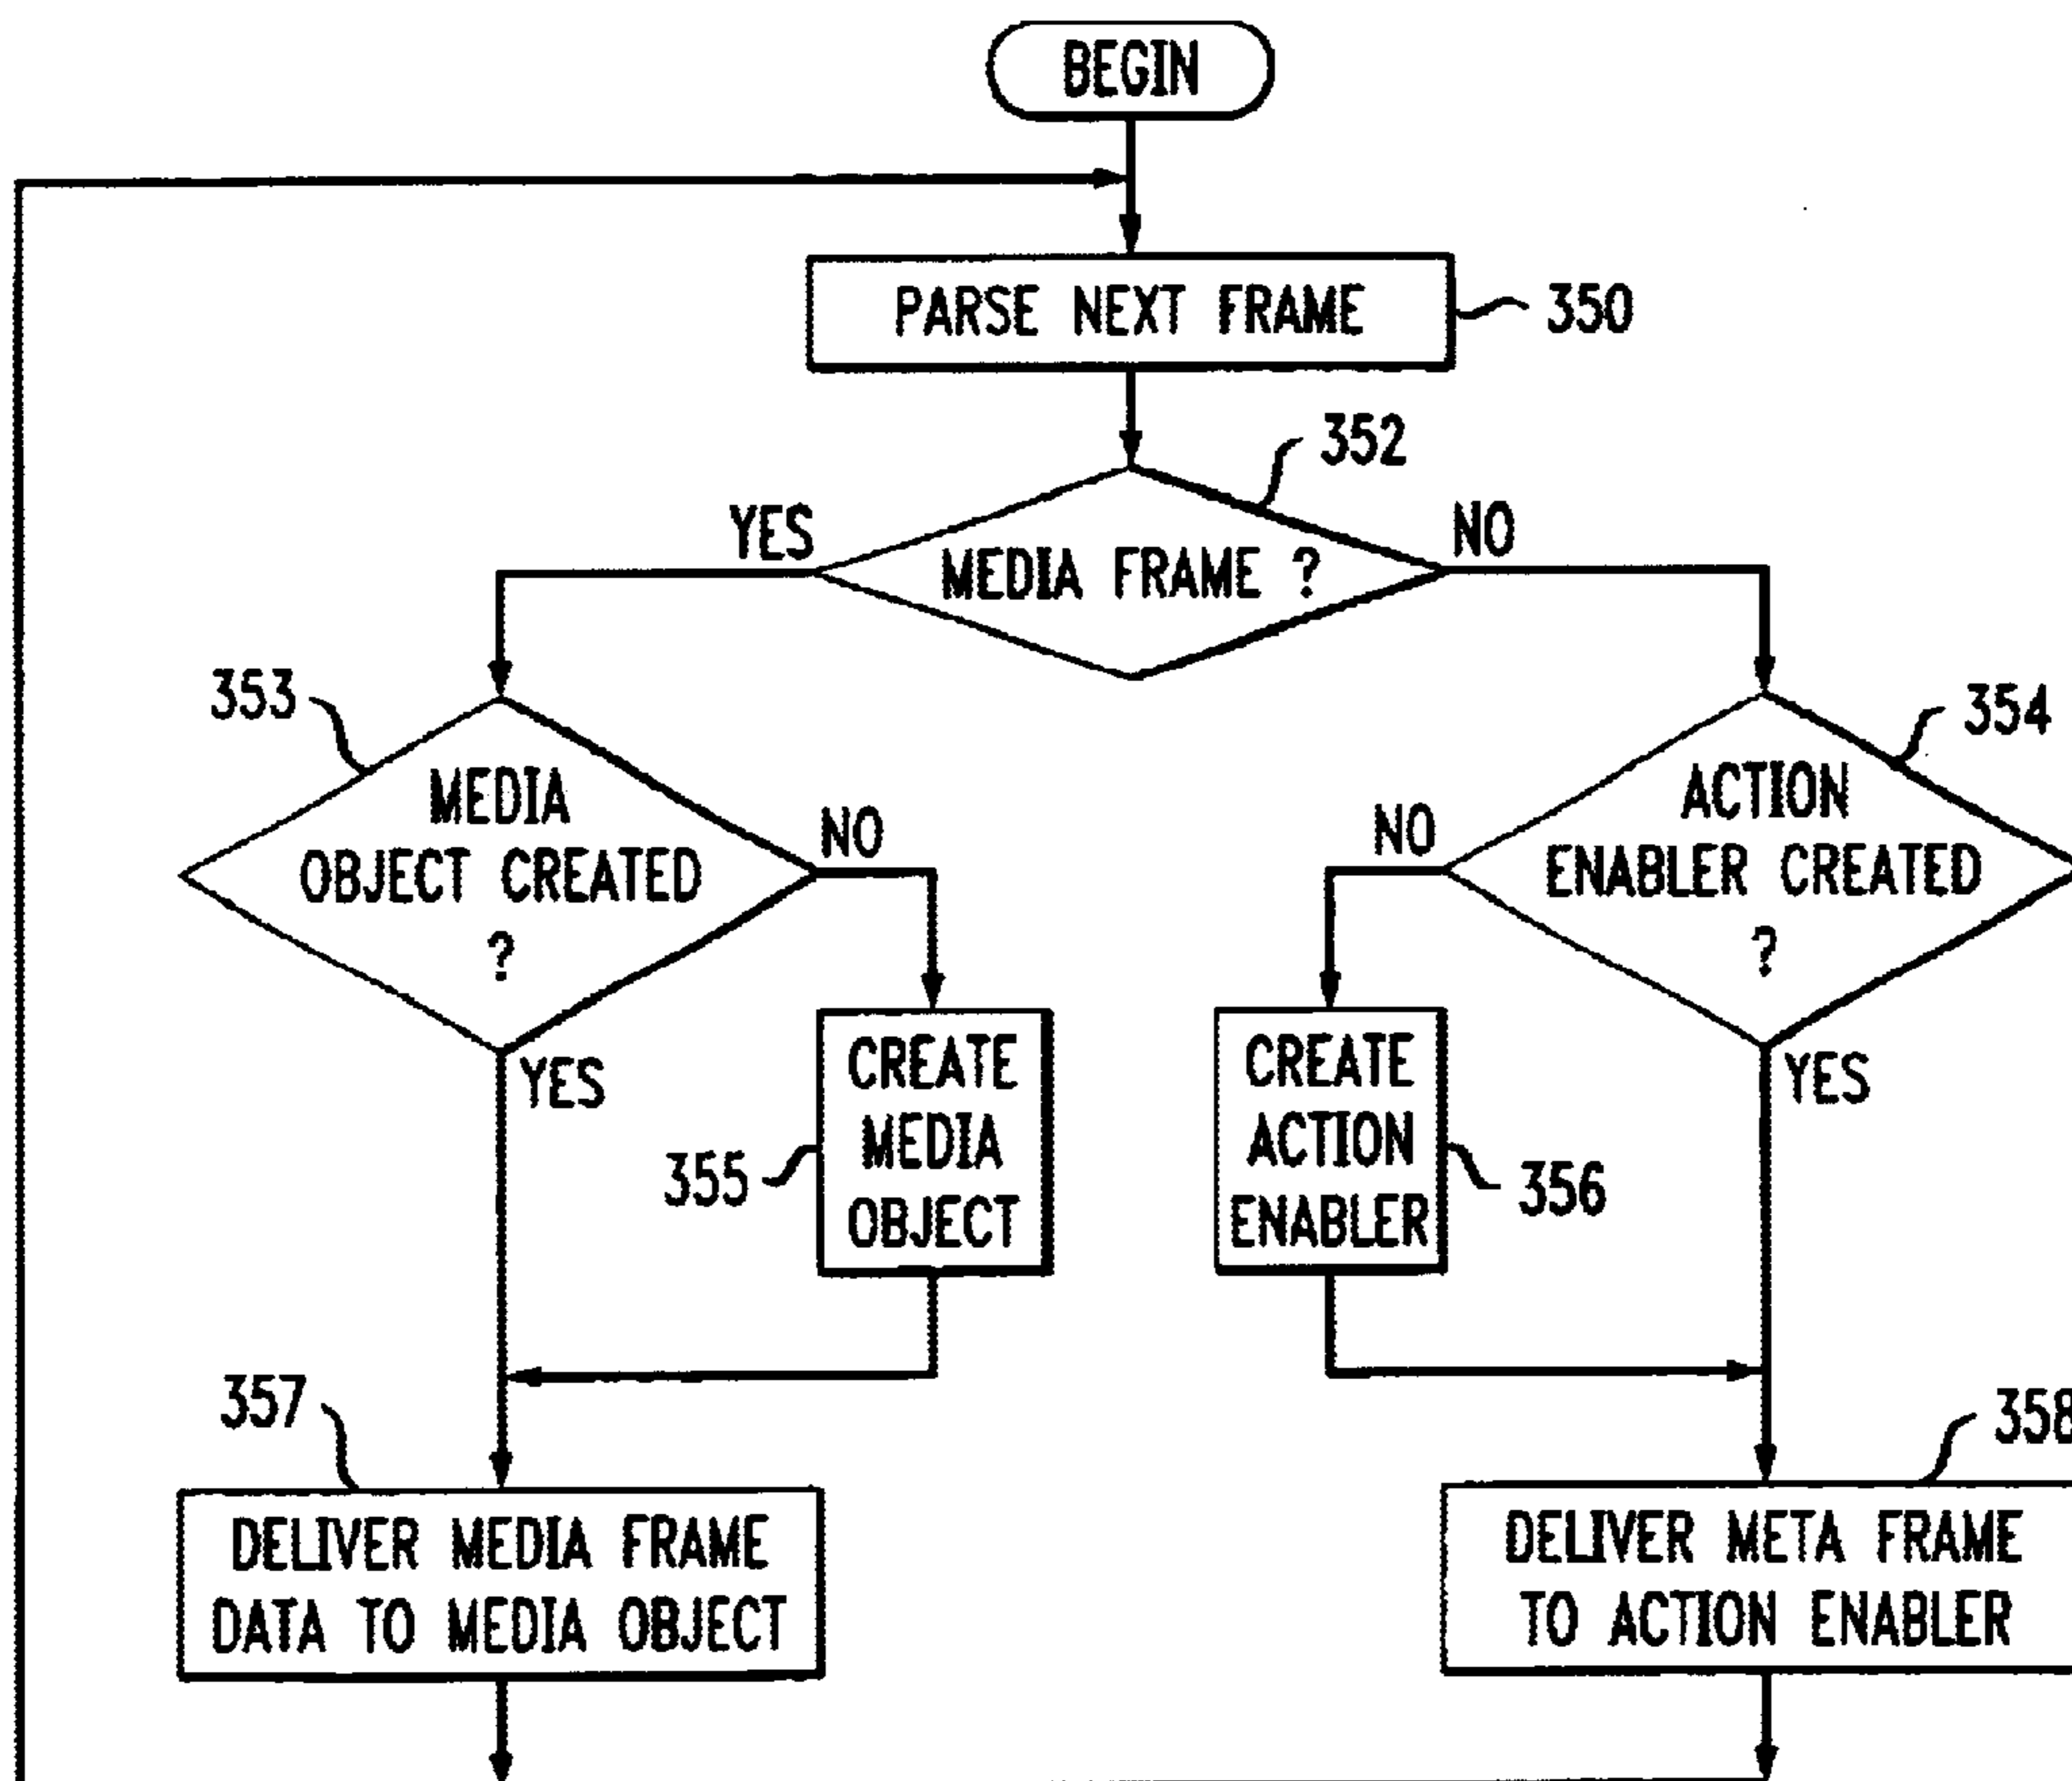 BEGIN
PARSE NEXT FRAME
350
352
YES
MEDIA FRAME ?
NO
353
MEDIA
OBJECT CREATED
?
NO
YES
354
ACTION
ENABLER CREATED
?
NO
YES
CREATE
MEDIA
OBJECT
355
CREATE
ACTION
ENABLER
356
357
DELIVER MEDIA FRAME
DATA TO MEDIA OBJECT
358
DELIVER META FRAME
TO ACTION ENABLER